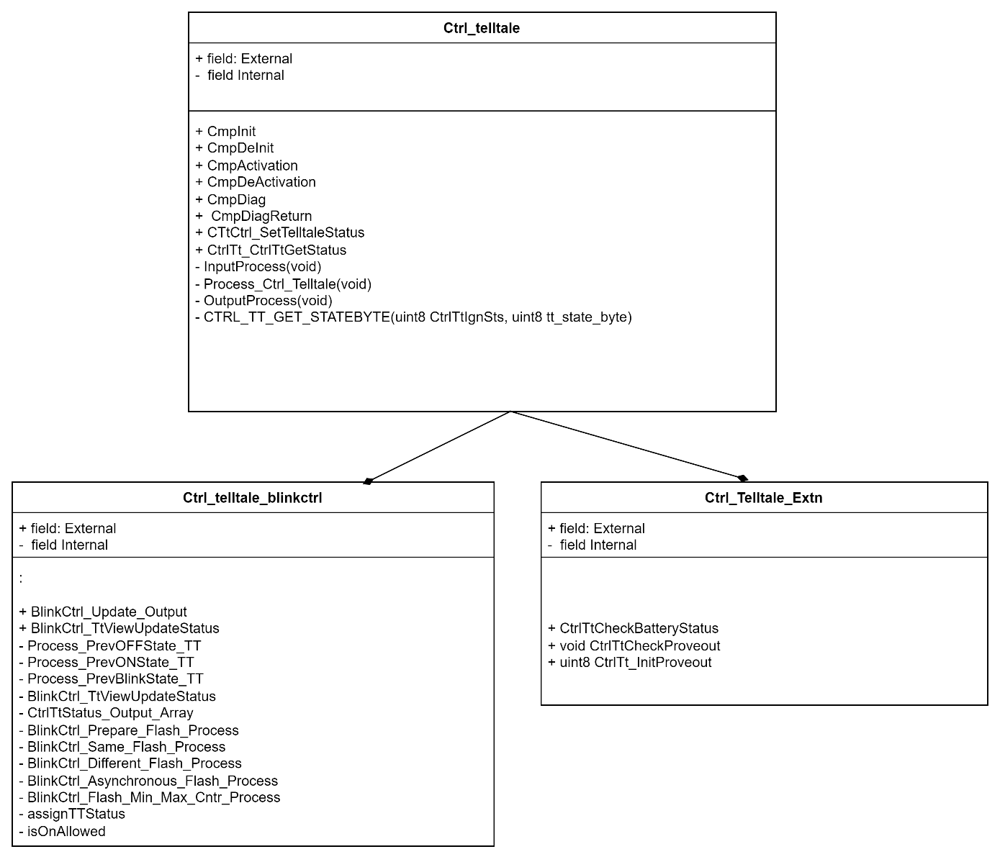 Ctrl_telltale
+ field: External
-  field Internal
+ CmpInit
+ CmpDeInit
+ CmpActivation
+ CmpDeActivation
+ CmpDiag
+  CmpDiagReturn
+ CTtCtrl_SetTelltaleStatus
+ CtrlTt_CtrlTtGetStatus
- InputProcess(void)
- Process_Ctrl_Telltale(void)
- OutputProcess(void)
- CTRL_TT_GET_STATEBYTE(uint8 CtrlTtIgnSts, uint8 tt_state_byte)
Ctrl_telltale_blinkctrl
+ field: External
-  field Internal
:
+ BlinkCtrl_Update_Output
+ BlinkCtrl_TtViewUpdateStatus
- Process_PrevOFFState_TT
- Process_PrevONState_TT
- Process_PrevBlinkState_TT
- BlinkCtrl_TtViewUpdateStatus
- CtrlTtStatus_Output_Array
- BlinkCtrl_Prepare_Flash_Process
- BlinkCtrl_Same_Flash_Process
- BlinkCtrl_Different_Flash_Process
- BlinkCtrl_Asynchronous_Flash_Process
- BlinkCtrl_Flash_Min_Max_Cntr_Process
- assignTTStatus
- isOnAllowed
Ctrl_Telltale_Extn
+ field: External
-  field Internal
+ CtrlTtCheckBatteryStatus
+ void CtrlTtCheckProveout
+ uint8 CtrlTt_InitProveout